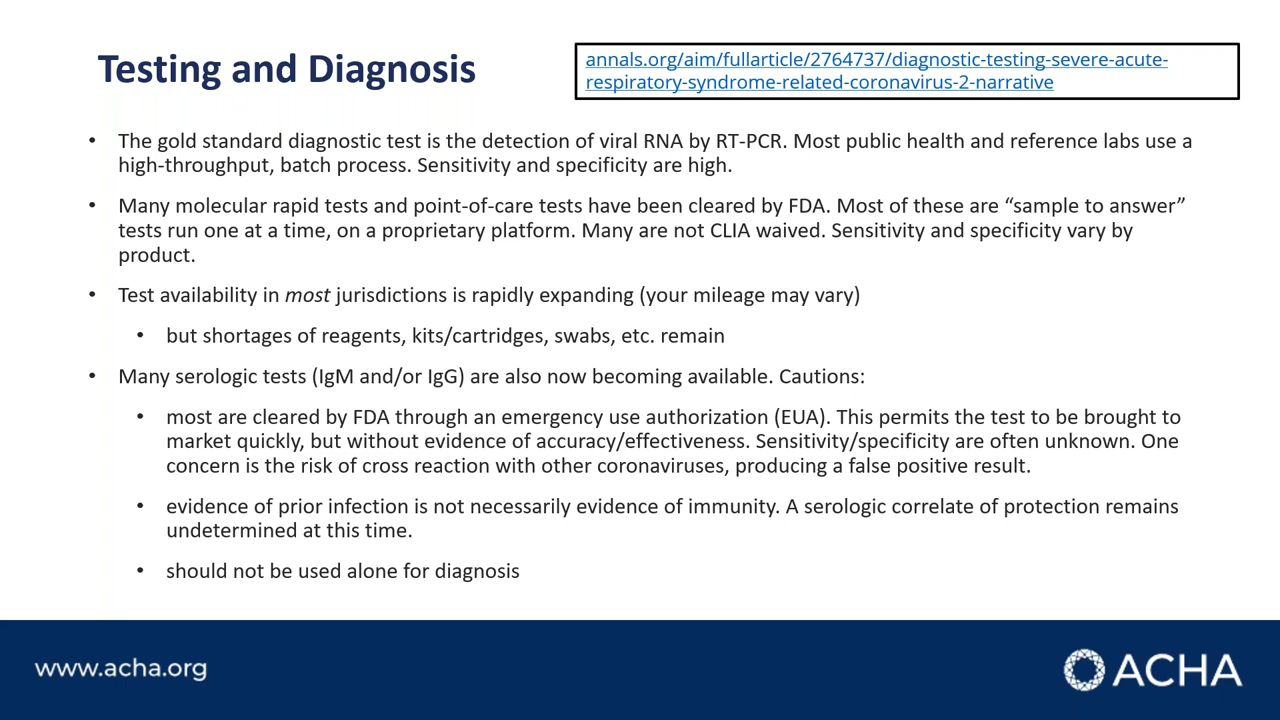 Testing and Diagnosis
annals.org/aim/fullarticle/2764737/diagnostic-testing-severe-acute-
respiratory-syndrome-related-coronavirus-2-narrative
• The gold standard diagnostic test is the detection of viral RNA by RT-PCR. Most public health and reference labs use a
high-throughput, batch process. Sensitivity and specificity are high.
• Many molecular rapid tests and point-of-care tests have been cleared by FDA. Most of these are “sample to answer”
tests run one at a time, on a proprietary platform. Many are not CLIA waived. Sensitivity and specificity vary by
product.
• Test availability in most jurisdictions is rapidly expanding (your mileage may vary)
• but shortages of reagents, kits/cartridges, swabs, etc. remain
• Many serologic tests (IgM and/or IgG) are also now becoming available. Cautions:
• most are cleared by FDA through an emergency use authorization (EUA). This permits the test to be brought to
market quickly, but without evidence of accuracy/effectiveness. Sensitivity/specificity are often unknown. One
concern is the risk of cross reaction with other coronaviruses, producing a false positive result.
• evidence of prior infection is not necessarily evidence of immunity. A serologic correlate of protection remains
undetermined at this time.
• should not be used alone for diagnosis
www.acha.org
ACHA